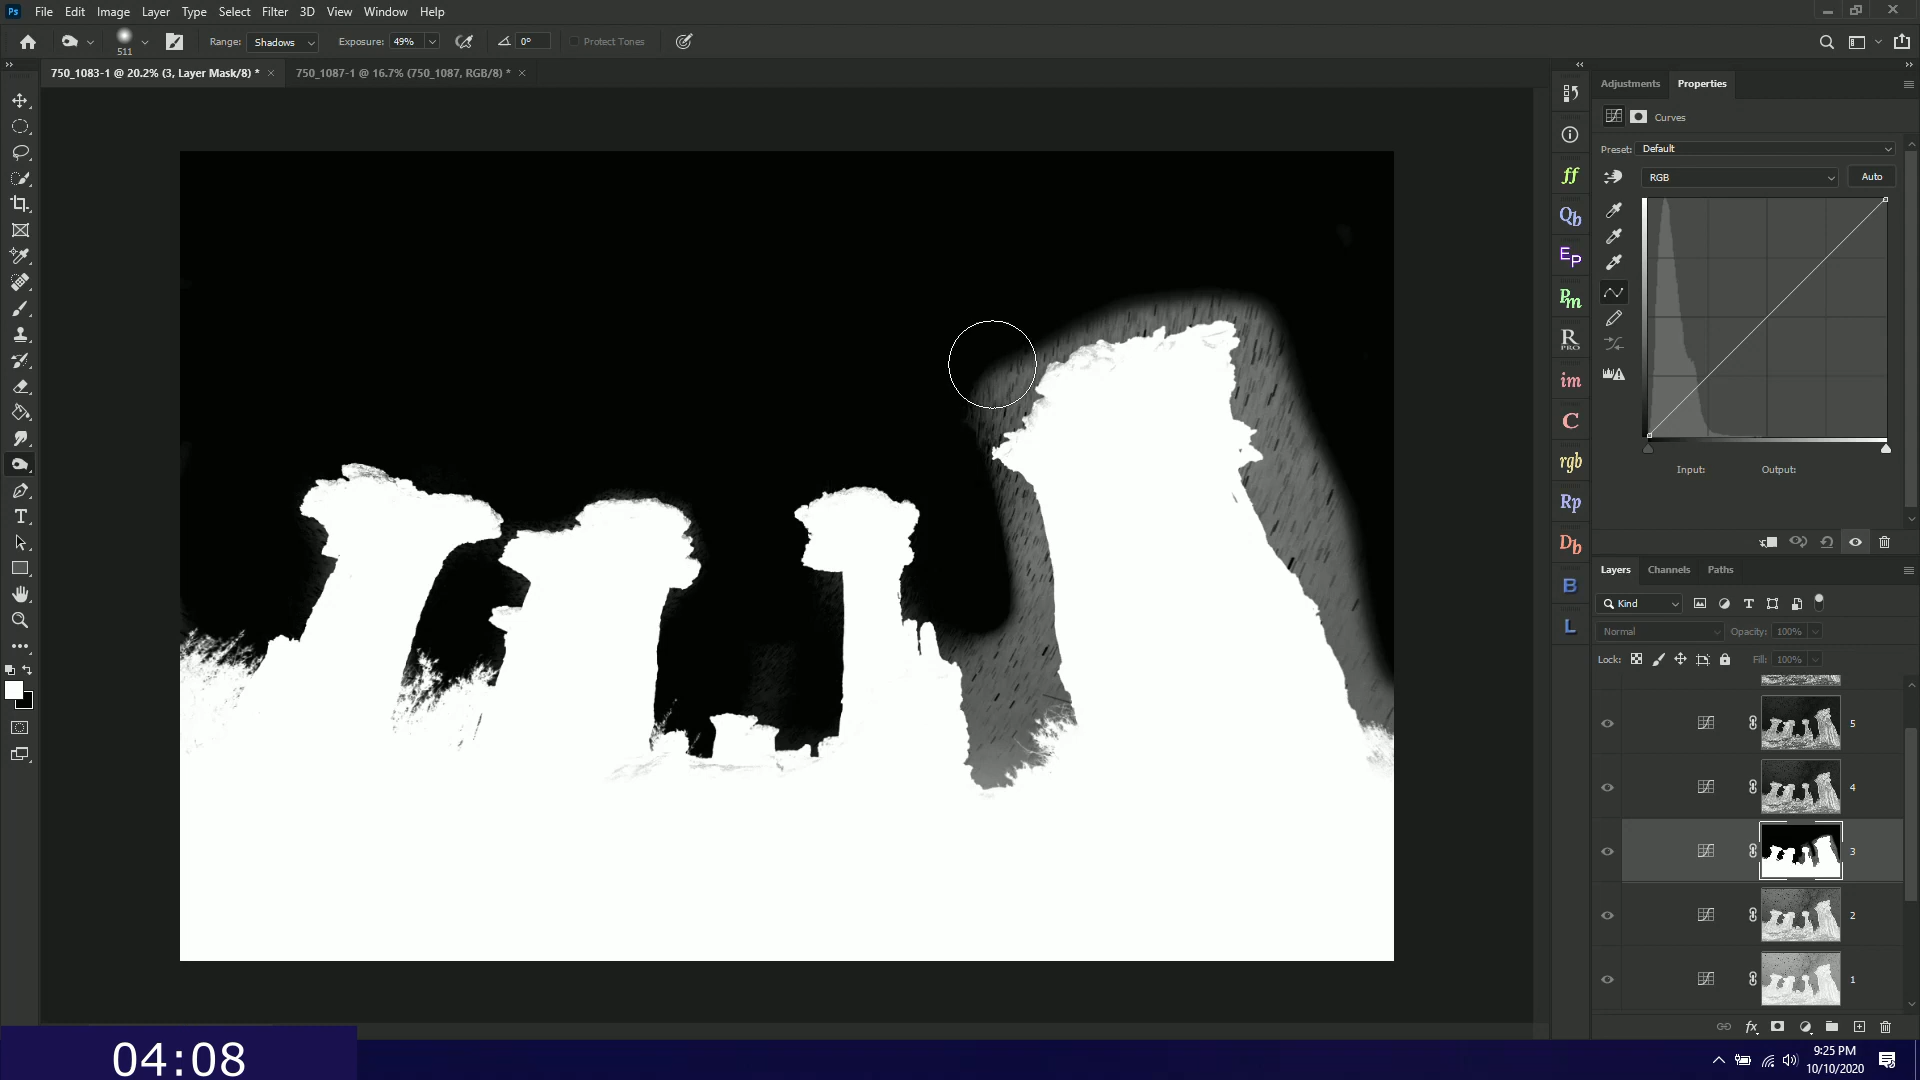 Ps File Edit Image Layer Type Select Filter 3D View Window Help
511 Range: Shadows Exposure: 49% 0° Protect Tones
750_1083-1 @ 20.2% (3, Layer Mask/8) * × 750_1087-1 @ 16.7% (750_1087, RGB/8) * ×
Adjustments Properties
Curves
Preset: Default
RGB Auto
Input: Output:
ff
Qb
EP
Pm
R PRO
im
C
rgb
Rp
Db
B
L
Layers Channels Paths
Kind
Normal Opacity: 100%
Lock: Fill: 100%
5
4
3
2
1
fx
04:08
9:25 PM
10/10/2020